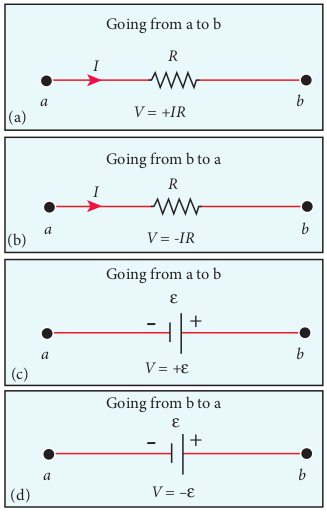 Going from a to b
I
R
a
b
V = +IR
(a)
Going from b to a
I
R
a
b
V = -IR
(b)
Going from a to b
ε
– +
a
b
V = +ε
(c)
Going from b to a
ε
– +
a
b
V = –ε
(d)